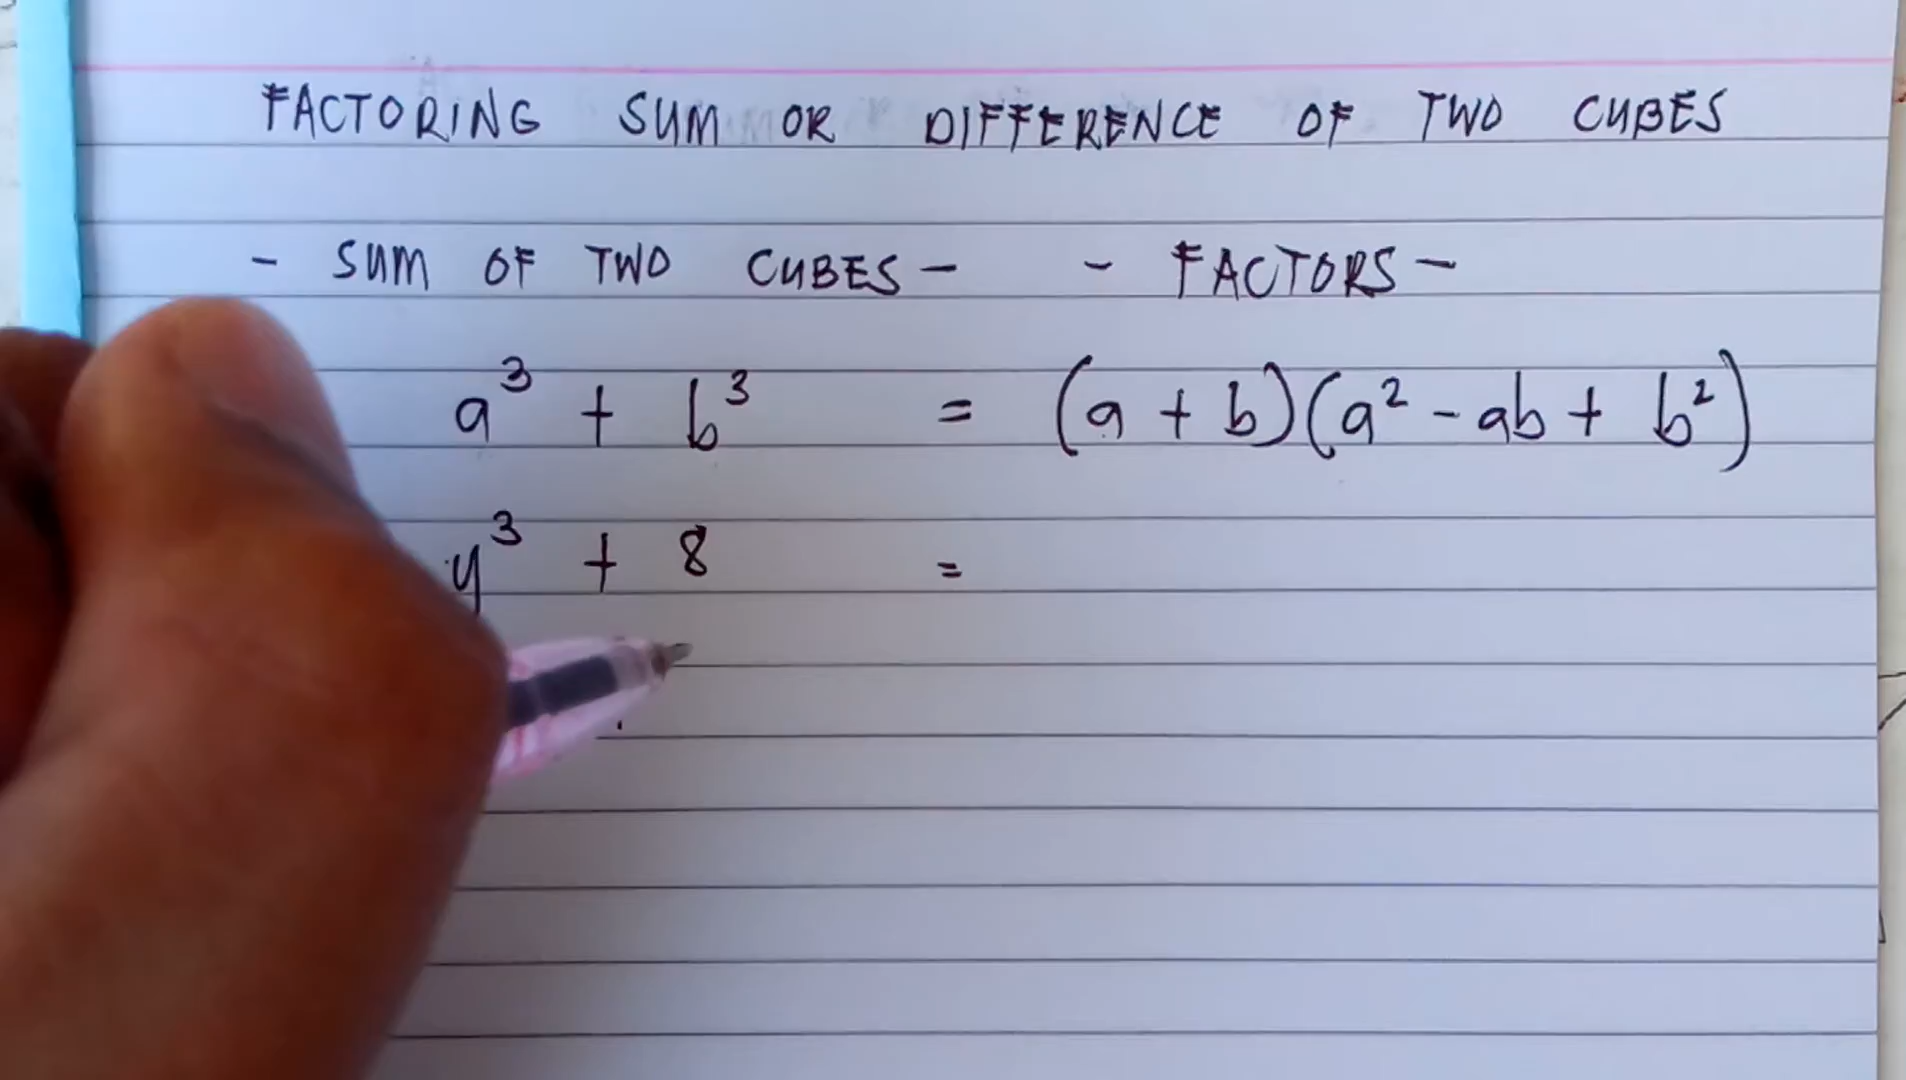 FACTORING SUM OR DIFFERENCE OF TWO CUBES
- SUM OF TWO CUBES - - FACTORS -
a³ + b³ = (a + b)(a² - ab + b²)
y³ + 8 =